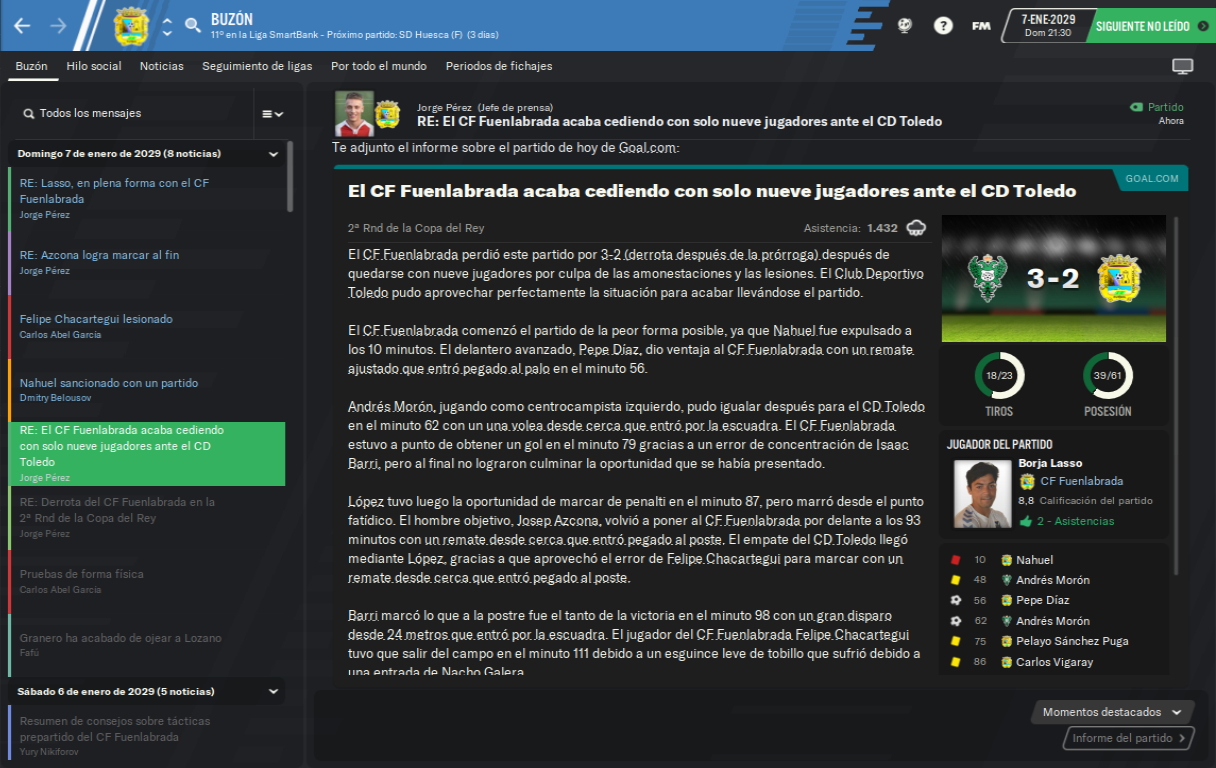 BUZÓN
11º en la Liga SmartBank - Próximo partido: SD Huesca (F) (3 días)
?
FM
7-ENE-2029
Dom 21:30
SIGUIENTE NO LEÍDO
Buzón
Hilo social
Noticias
Seguimiento de ligas
Por todo el mundo
Periodos de fichajes
Todos los mensajes
Domingo 7 de enero de 2029 (8 noticias)
RE: Lasso, en plena forma con el CF
Fuenlabrada
Jorge Pérez
RE: Azcona logra marcar al fin
Jorge Pérez
Felipe Chacartegui lesionado
Carlos Abel García
Nahuel sancionado con un partido
Dmitry Belousov
RE: El CF Fuenlabrada acaba cediendo
con solo nueve jugadores ante el CD
Toledo
Jorge Pérez
RE: Derrota del CF Fuenlabrada en la
2ª Rnd de la Copa del Rey
Jorge Pérez
Pruebas de forma física
Carlos Abel García
Granero ha acabado de ojear a Lozano
Fafú
Sábado 6 de enero de 2029 (5 noticias)
Resumen de consejos sobre tácticas
prepartido del CF Fuenlabrada
Yury Nikiforov
Jorge Pérez (Jefe de prensa)
RE: El CF Fuenlabrada acaba cediendo con solo nueve jugadores ante el CD Toledo
Partido
Ahora
Te adjunto el informe sobre el partido de hoy de Goal.com:
El CF Fuenlabrada acaba cediendo con solo nueve jugadores ante el CD Toledo
GOAL.COM
2ª Rnd de la Copa del Rey
Asistencia: 1.432
El CF Fuenlabrada perdió este partido por 3-2 (derrota después de la prórroga) después de
quedarse con nueve jugadores por culpa de las amonestaciones y las lesiones. El Club Deportivo
Toledo pudo aprovechar perfectamente la situación para acabar llevándose el partido.
El CF Fuenlabrada comenzó el partido de la peor forma posible, ya que Nahuel fue expulsado a
los 10 minutos. El delantero avanzado, Pepe Díaz, dio ventaja al CF Fuenlabrada con un remate
ajustado que entró pegado al palo en el minuto 56.
Andrés Morón, jugando como centrocampista izquierdo, pudo igualar después para el CD Toledo
en el minuto 62 con un una volea desde cerca que entró por la escuadra. El CF Fuenlabrada
estuvo a punto de obtener un gol en el minuto 79 gracias a un error de concentración de Isaac
Barri, pero al final no lograron culminar la oportunidad que se había presentado.
López tuvo luego la oportunidad de marcar de penalti en el minuto 87, pero marró desde el punto
fatídico. El hombre objetivo, Josep Azcona, volvió a poner al CF Fuenlabrada por delante a los 93
minutos con un remate desde cerca que entró pegado al poste. El empate del CD Toledo llegó
mediante López, gracias a que aprovechó el error de Felipe Chacartegui para marcar con un
remate desde cerca que entró pegado al poste.
Barri marcó lo que a la postre fue el tanto de la victoria en el minuto 98 con un gran disparo
desde 24 metros que entró por la escuadra. El jugador del CF Fuenlabrada Felipe Chacartegui
tuvo que salir del campo en el minuto 111 debido a un esguince leve de tobillo que sufrió debido a
una entrada de Nacho Galera
3-2
18/23
TIROS
39/61
POSESIÓN
JUGADOR DEL PARTIDO
Borja Lasso
CF Fuenlabrada
8,8 Calificación del partido
2 - Asistencias
10 Nahuel
48 Andrés Morón
56 Pepe Díaz
62 Andrés Morón
75 Pelayo Sánchez Puga
86 Carlos Vigaray
Momentos destacados
Informe del partido